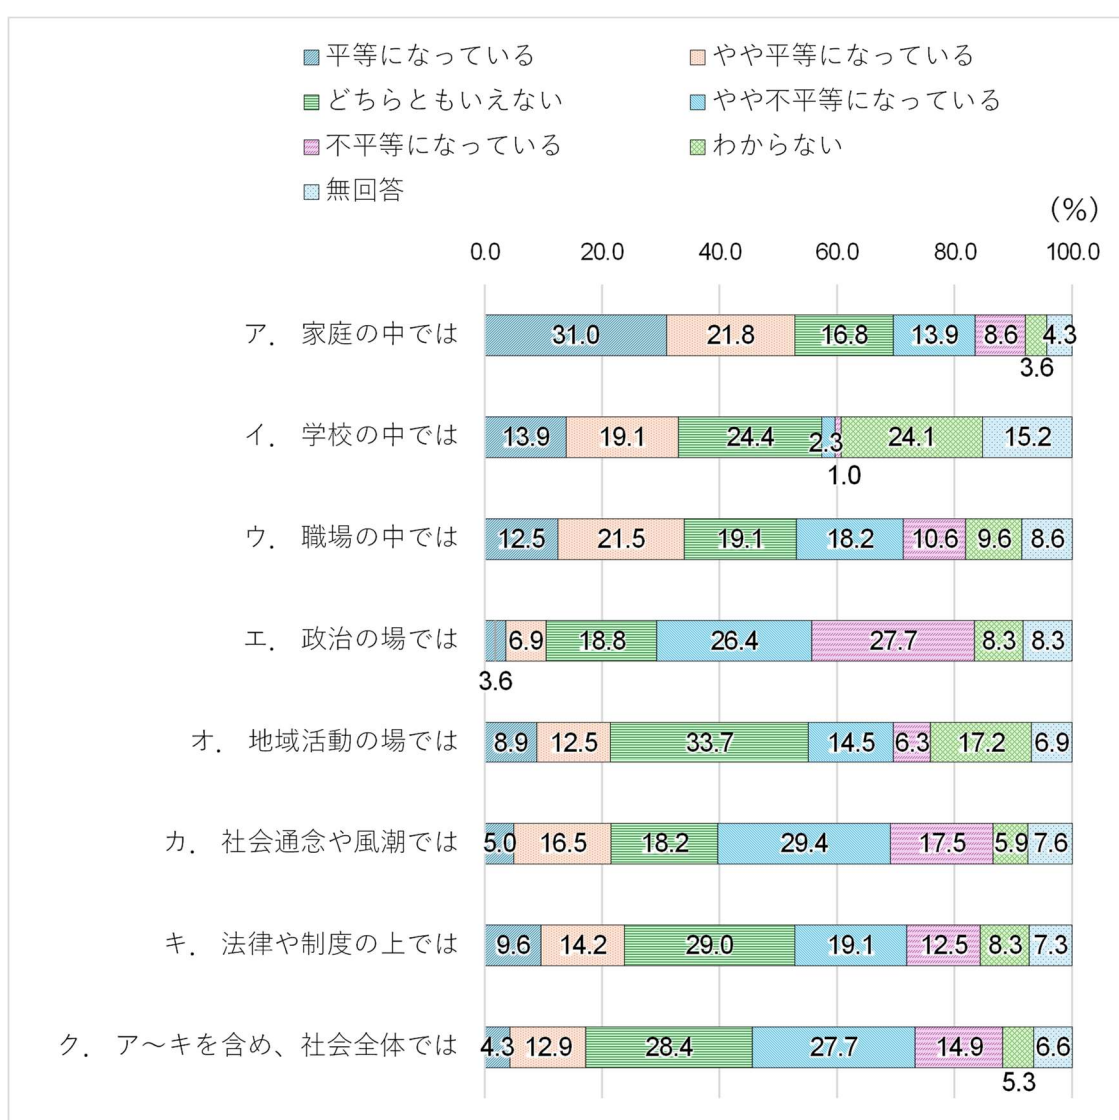 平等になっている やや平等になっている
どちらともいえない やや不平等になっている
不平等になっている わからない
無回答
(%)
0.0 20.0 40.0 60.0 80.0 100.0
ア. 家庭の中では 31.0 21.8 16.8 13.9 8.6 4.3
3.6
イ. 学校の中では 13.9 19.1 24.4 2.3 24.1 15.2
1.0
ウ. 職場の中では 12.5 21.5 19.1 18.2 10.6 9.6 8.6
エ. 政治の場では 6.9 18.8 26.4 27.7 8.3 8.3
3.6
オ. 地域活動の場では 8.9 12.5 33.7 14.5 6.3 17.2 6.9
カ. 社会通念や風潮では 5.0 16.5 18.2 29.4 17.5 5.9 7.6
キ. 法律や制度の上では 9.6 14.2 29.0 19.1 12.5 8.3 7.3
ク. ア～キを含め、社会全体では 4.3 12.9 28.4 27.7 14.9 6.6
5.3